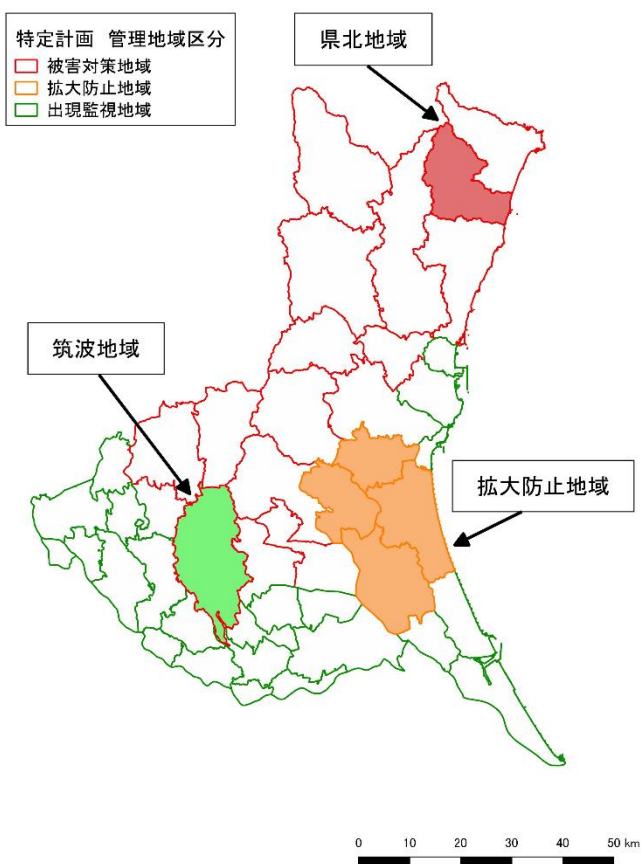 特定計画 管理地域区分
被害対策地域
拡大防止地域
出現監視地域
県北地域
筑波地域
拡大防止地域
0 10 20 30 40 50 km